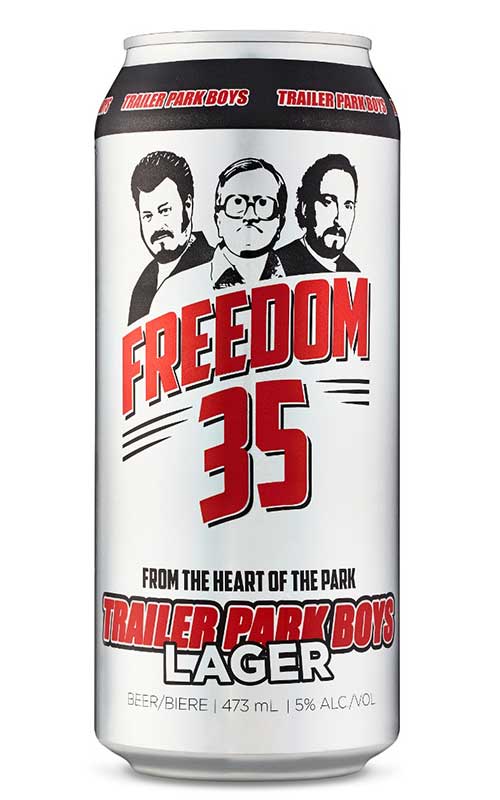 TRAILER PARK BOYS TRAILER PARK BOYS
FREEDOM
35
FROM THE HEART OF THE PARK
TRAILER PARK BOYS
LAGER
BEER/BIERE | 473 mL | 5% ALC/VOL